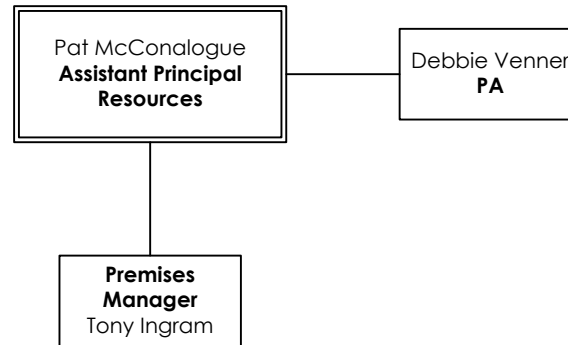 Pat McConalogue
Assistant Principal
Resources
Debbie Venner
PA
Premises
Manager
Tony Ingram